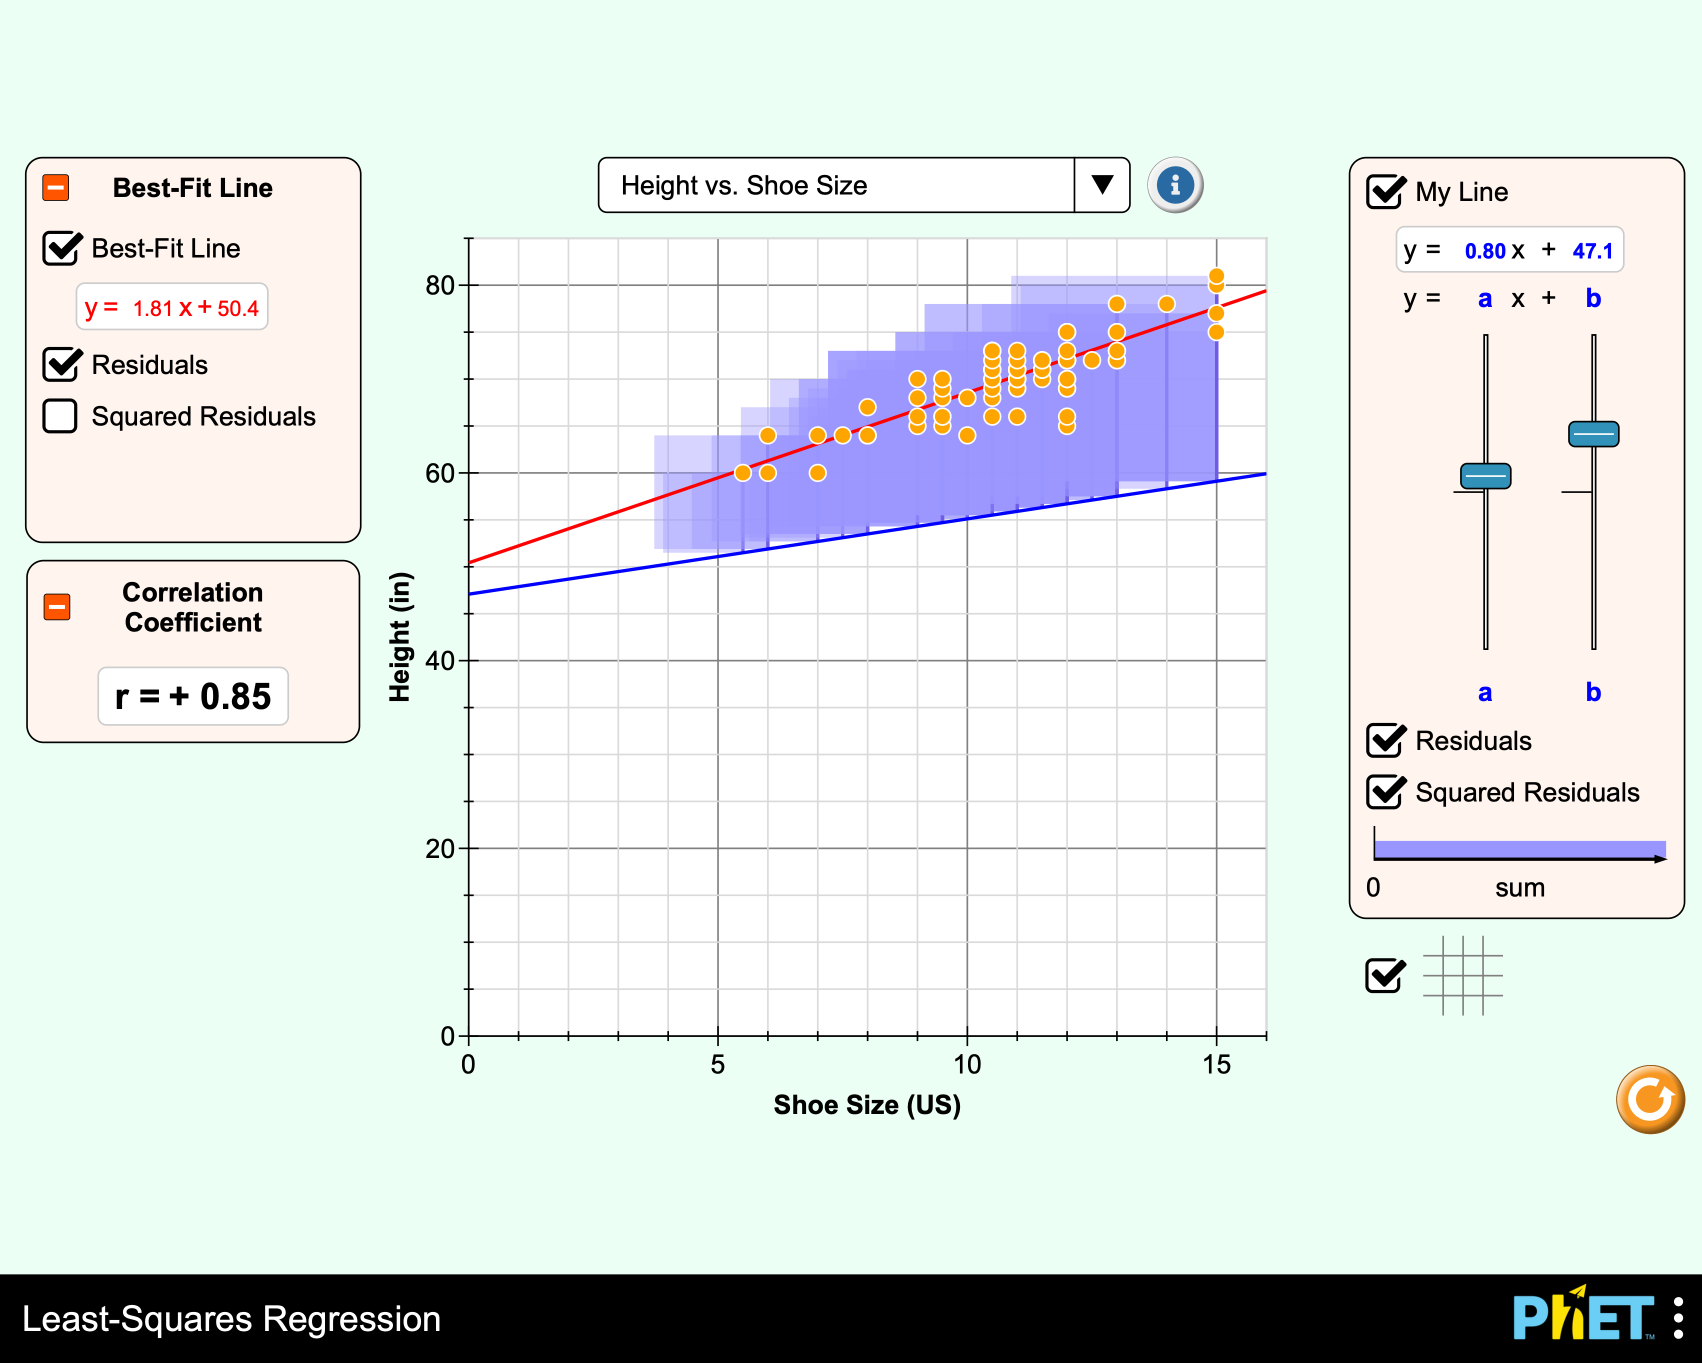 Best-Fit Line
Best-Fit Line
y = 1.81 x + 50.4
Residuals
Squared Residuals
Correlation
Coefficient
r = + 0.85
Height vs. Shoe Size
80
60
40
20
0
0 5 10 15
Height (in)
Shoe Size (US)
My Line
y = 0.80 x + 47.1
y = a x + b
a b
Residuals
Squared Residuals
0 sum
Least-Squares Regression
PhET™